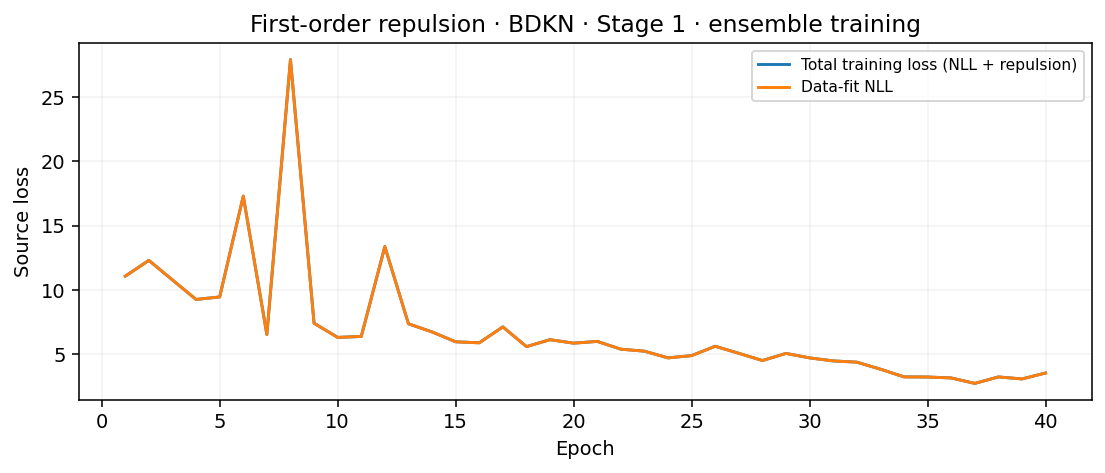 First-order repulsion · BDKN · Stage 1 · ensemble training
Total training loss (NLL + repulsion)
Data-fit NLL
Source loss
25
20
15
10
5
0 5 10 15 20 25 30 35 40
Epoch